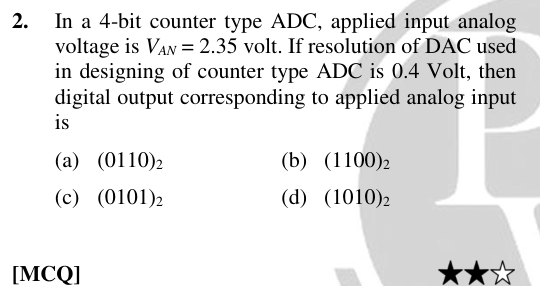 2. In a 4-bit counter type ADC, applied input analog
voltage is V_AN = 2.35 volt. If resolution of DAC used
in designing of counter type ADC is 0.4 Volt, then
digital output corresponding to applied analog input
is
(a) (0110)₂ (b) (1100)₂
(c) (0101)₂ (d) (1010)₂
[MCQ] ★★☆